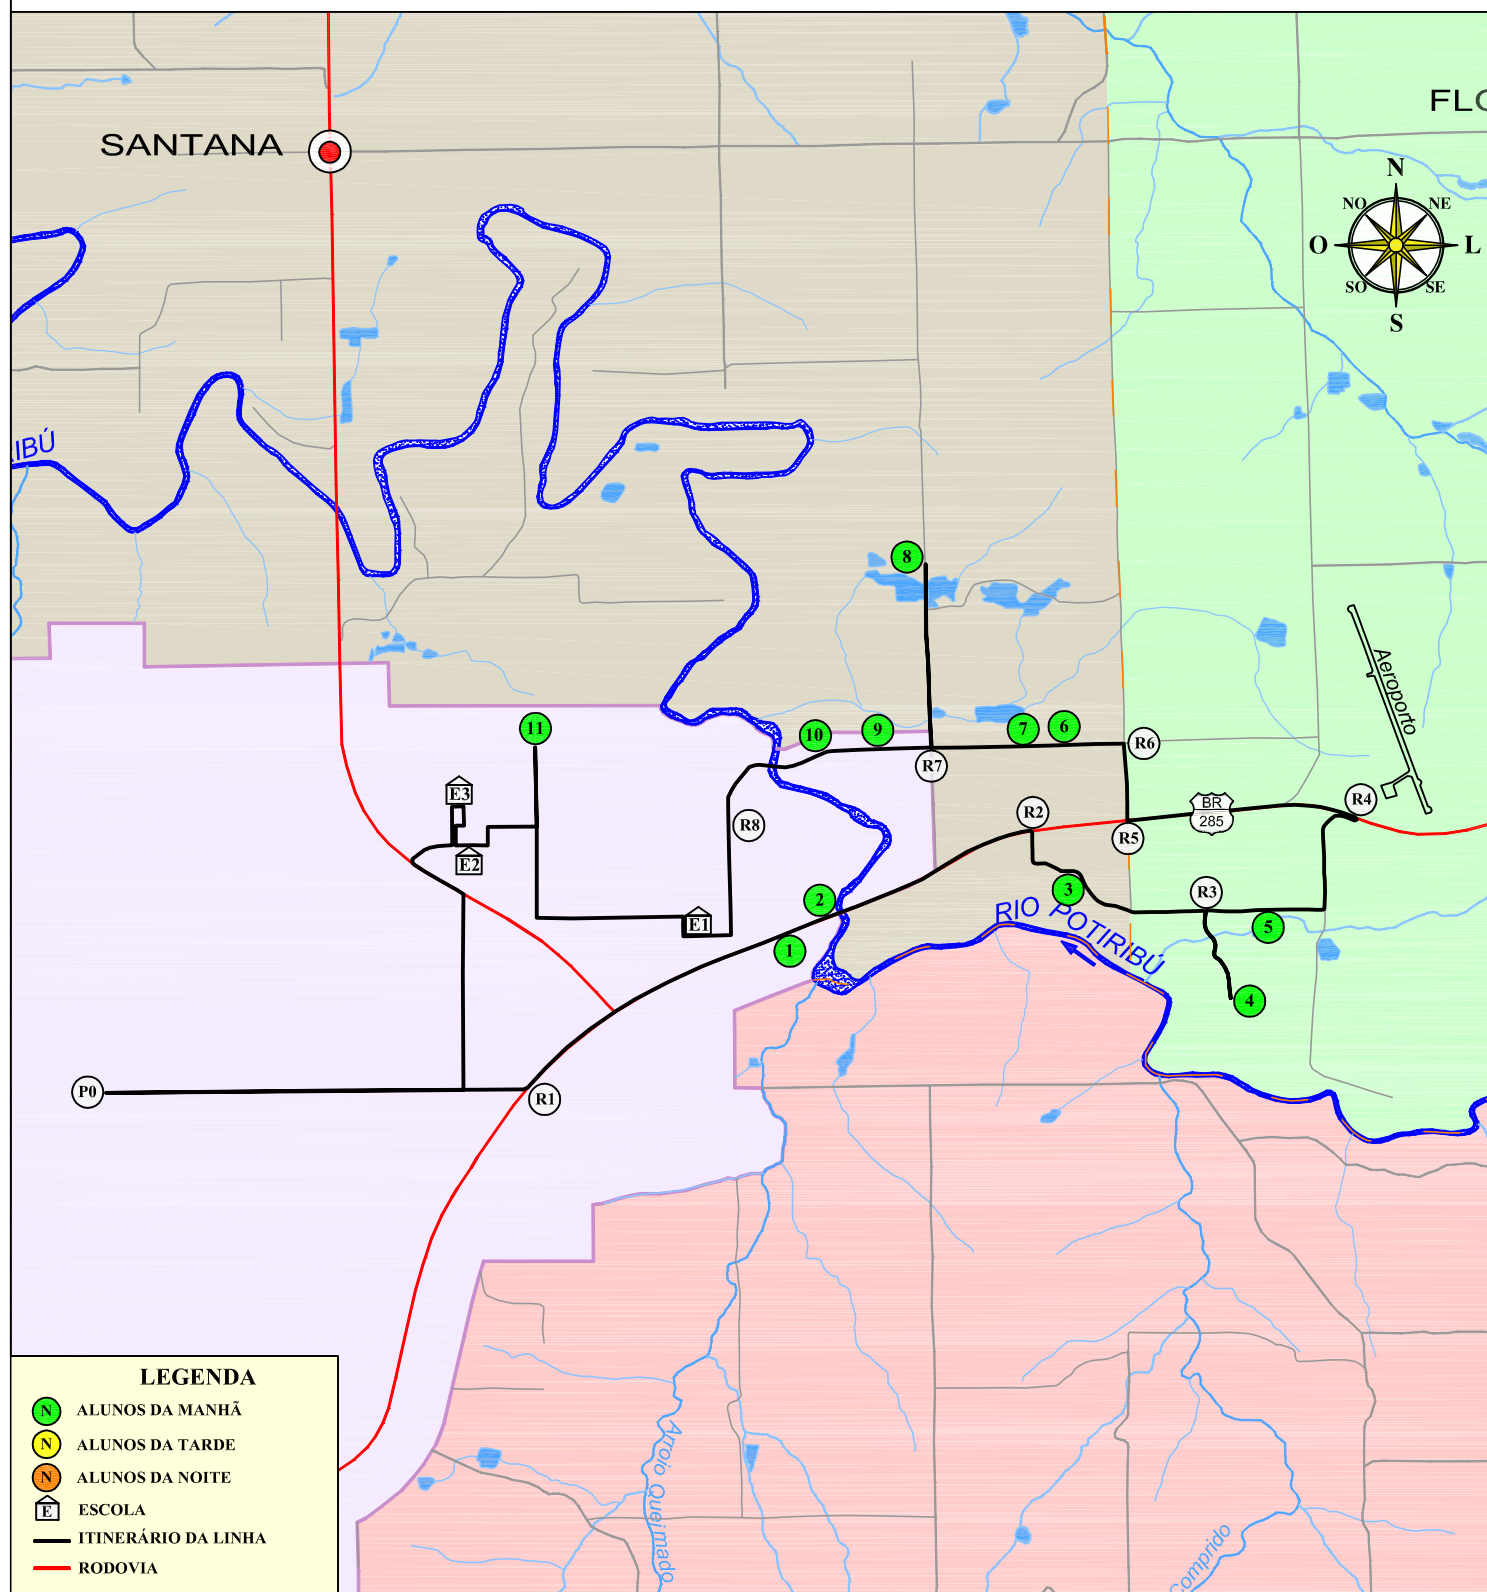 FLO
SANTANA
N
NO
NE
O
L
SO
SE
S
IBÚ
8
Aeroporto
11
10
9
7
6
R6
R7
E3
R4
BR
285
R2
R8
R5
E2
3
R3
2
E1
RIO POTIRIBÚ
5
1
4
P0
R1
LEGENDA
N ALUNOS DA MANHÃ
N ALUNOS DA TARDE
N ALUNOS DA NOITE
E ESCOLA
ITINERÁRIO DA LINHA
RODOVIA
Arroio Queimado
Comprido